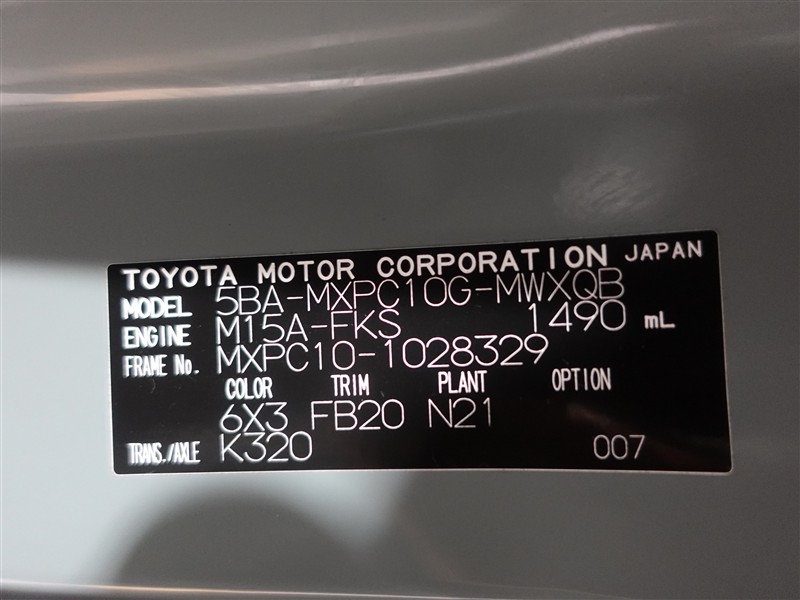 TOYOTA MOTOR CORPORATION JAPAN
MODEL 5BA-MXPC10G-MWXQB
ENGINE M15A-FKS 1490 mL
FRAME No. MXPC10-1028329
COLOR TRIM PLANT OPTION
6X3 FB20 N21
TRANS./AXLE K320 007